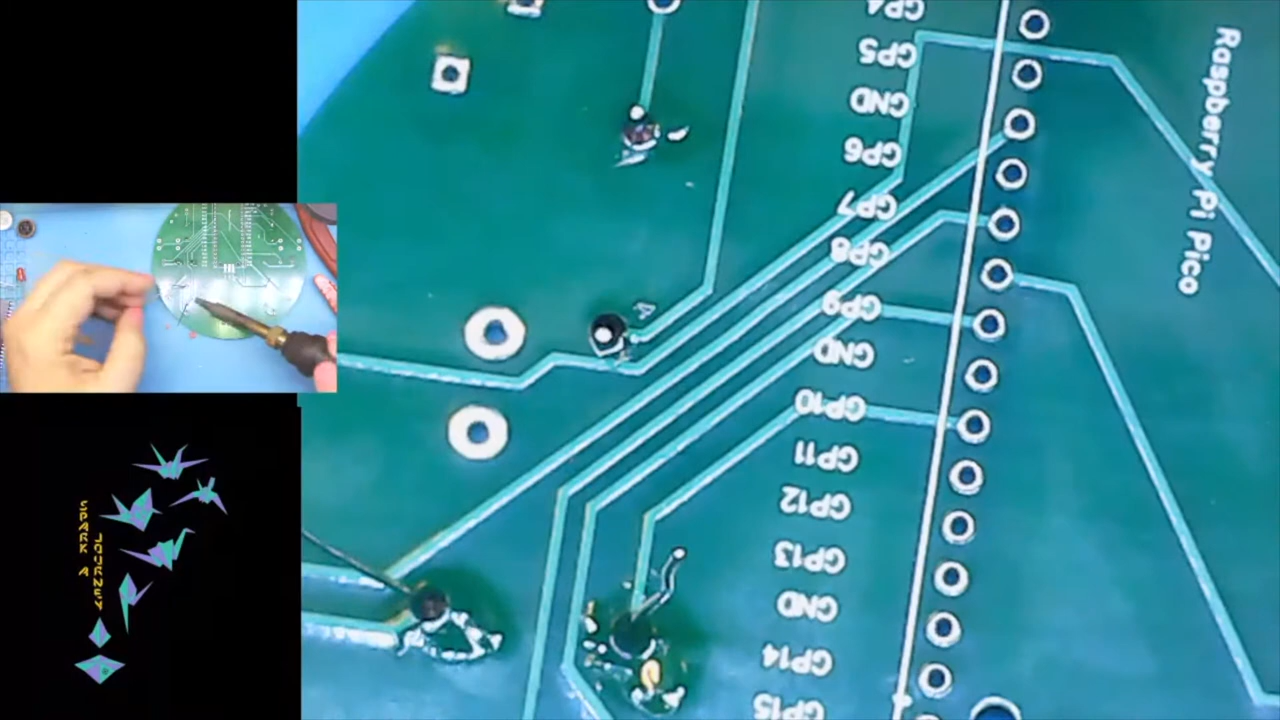 GP4
GP5
GND
GP6
GP7
GP8
GP9
GND
GP10
GP11
GP12
GP13
GND
GP14
GP15
Raspberry Pi Pico
A
SPARK A
JOURNEY